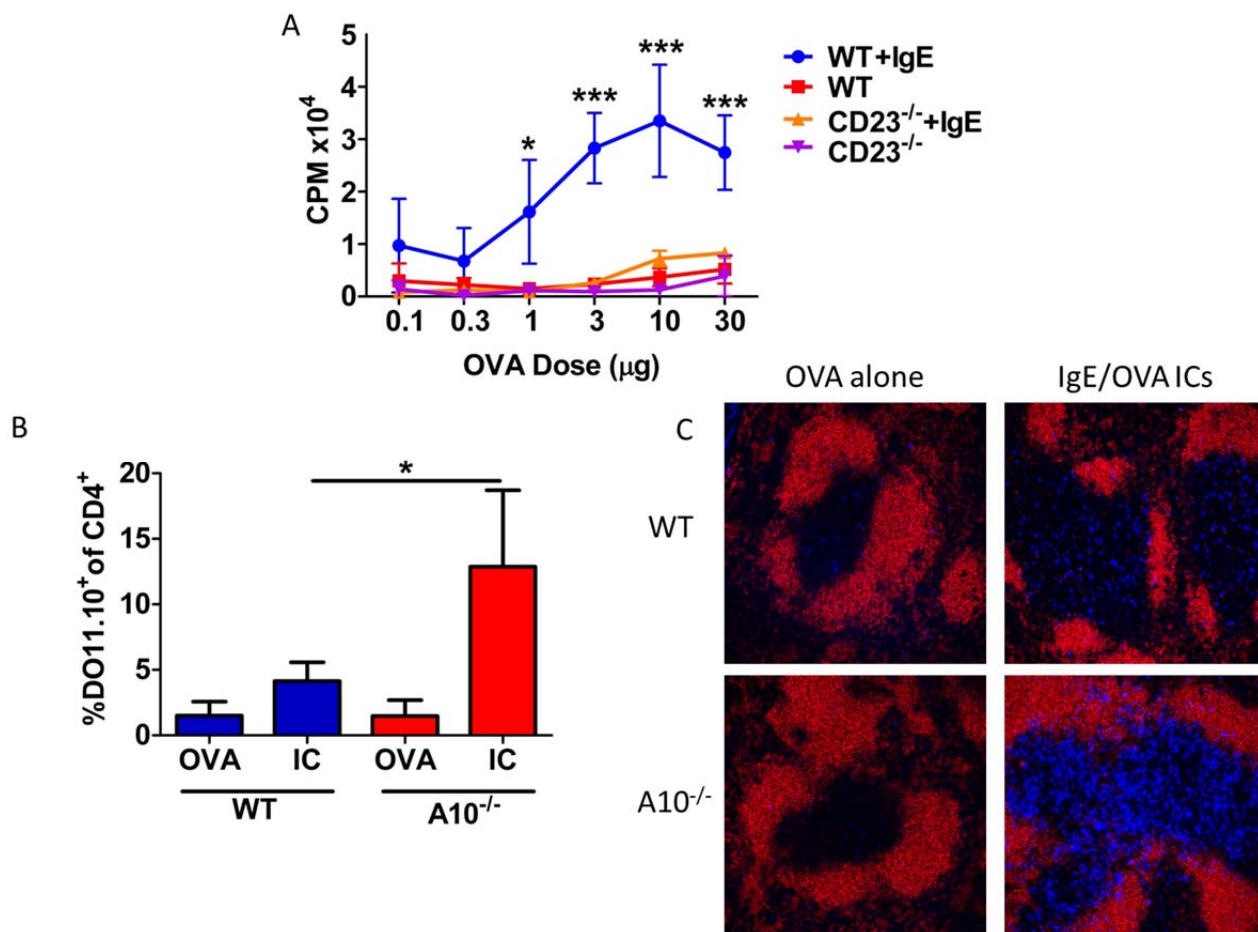 A
5
4
3
2
1
0
CPM x10⁴
*
***
***
***
0.1 0.3 1 3 10 30
OVA Dose (μg)
WT+IgE
WT
CD23⁻/⁻+IgE
CD23⁻/⁻
B
20
15
10
5
0
%DO11.10⁺of CD4⁺
*
OVA IC OVA IC
WT A10⁻/⁻
C
OVA alone IgE/OVA ICs
WT
A10⁻/⁻